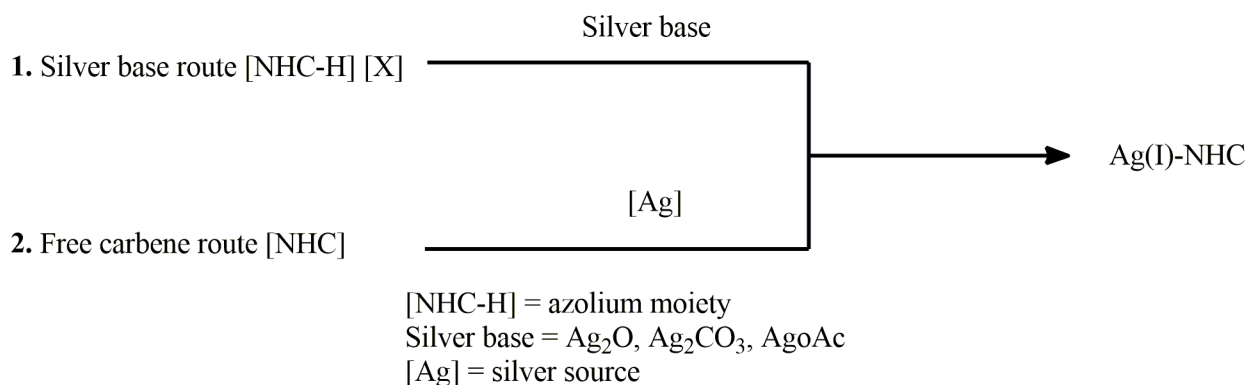 Silver base
1. Silver base route [NHC-H] [X]
Ag(I)-NHC
[Ag]
2. Free carbene route [NHC]
[NHC-H] = azolium moiety
Silver base = Ag₂O, Ag₂CO₃, AgoAc
[Ag] = silver source